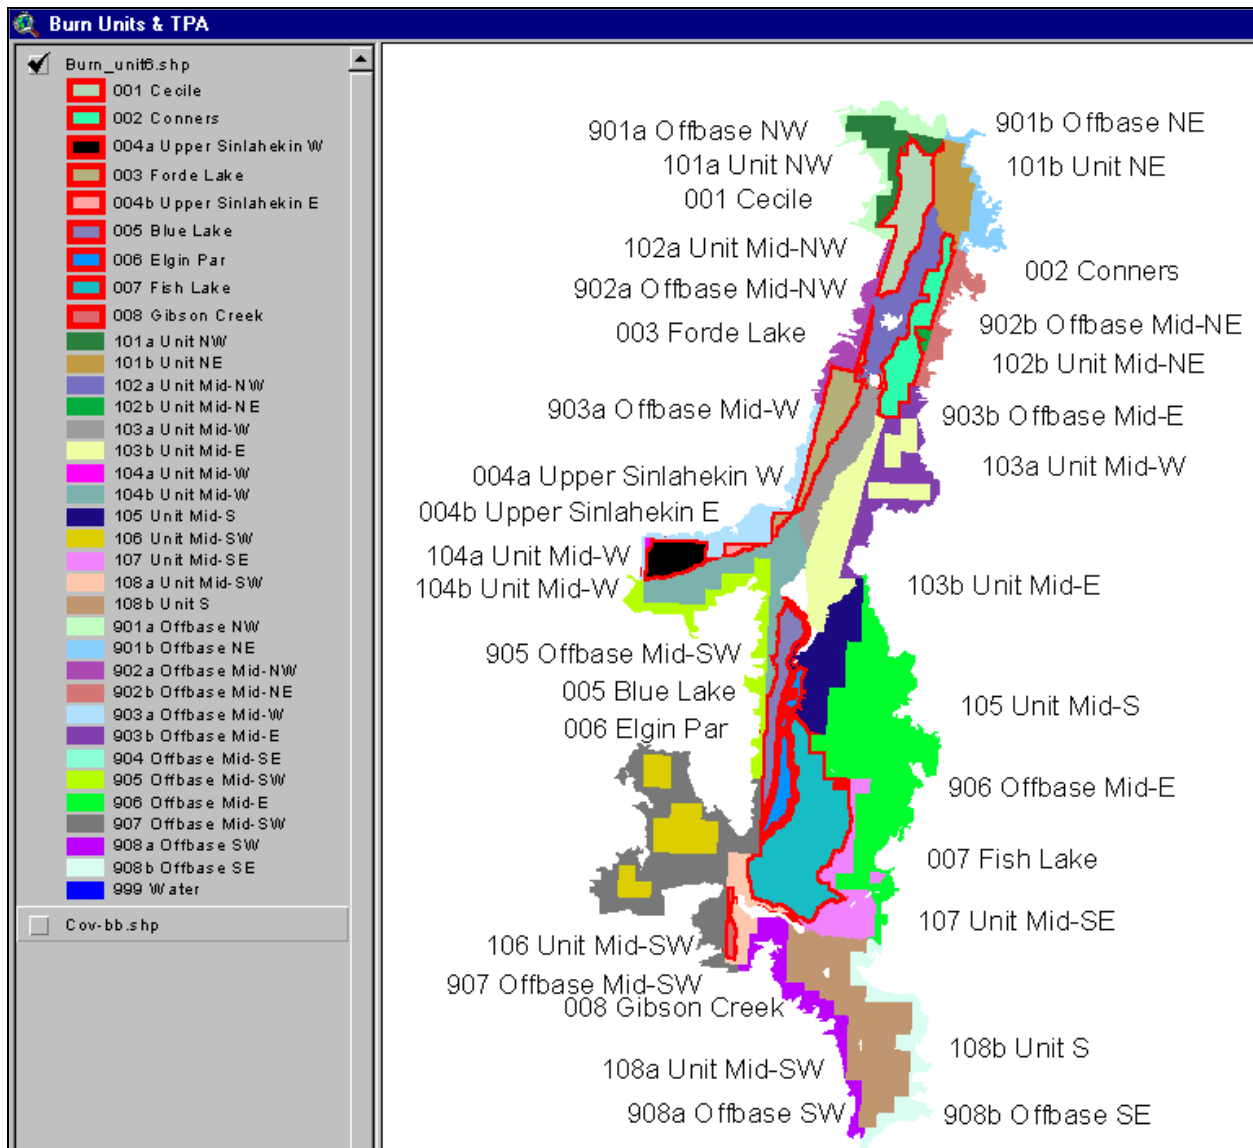 Burn Units & TPA
Burn_unit6.shp
001 Cecile
002 Conners
004a Upper Sinlahekin W
003 Forde Lake
004b Upper Sinlahekin E
005 Blue Lake
006 Elgin Par
007 Fish Lake
008 Gibson Creek
101a Unit NW
101b Unit NE
102a Unit Mid-NW
102b Unit Mid-NE
103a Unit Mid-W
103b Unit Mid-E
104a Unit Mid-W
104b Unit Mid-W
105 Unit Mid-S
106 Unit Mid-SW
107 Unit Mid-SE
108a Unit Mid-SW
108b Unit S
901a Offbase NW
901b Offbase NE
902a Offbase Mid-NW
902b Offbase Mid-NE
903a Offbase Mid-W
903b Offbase Mid-E
904 Offbase Mid-SE
905 Offbase Mid-SW
906 Offbase Mid-E
907 Offbase Mid-SW
908a Offbase SW
908b Offbase SE
999 Water
Cov-bb.shp
901a Offbase NW
901b Offbase NE
101a Unit NW
101b Unit NE
001 Cecile
102a Unit Mid-NW
002 Conners
902a Offbase Mid-NW
902b Offbase Mid-NE
003 Forde Lake
102b Unit Mid-NE
903a Offbase Mid-W
903b Offbase Mid-E
103a Unit Mid-W
004a Upper Sinlahekin W
004b Upper Sinlahekin E
104a Unit Mid-W
104b Unit Mid-W
103b Unit Mid-E
905 Offbase Mid-SW
005 Blue Lake
105 Unit Mid-S
006 Elgin Par
906 Offbase Mid-E
007 Fish Lake
107 Unit Mid-SE
106 Unit Mid-SW
907 Offbase Mid-SW
008 Gibson Creek
108b Unit S
108a Unit Mid-SW
908a Offbase SW
908b Offbase SE